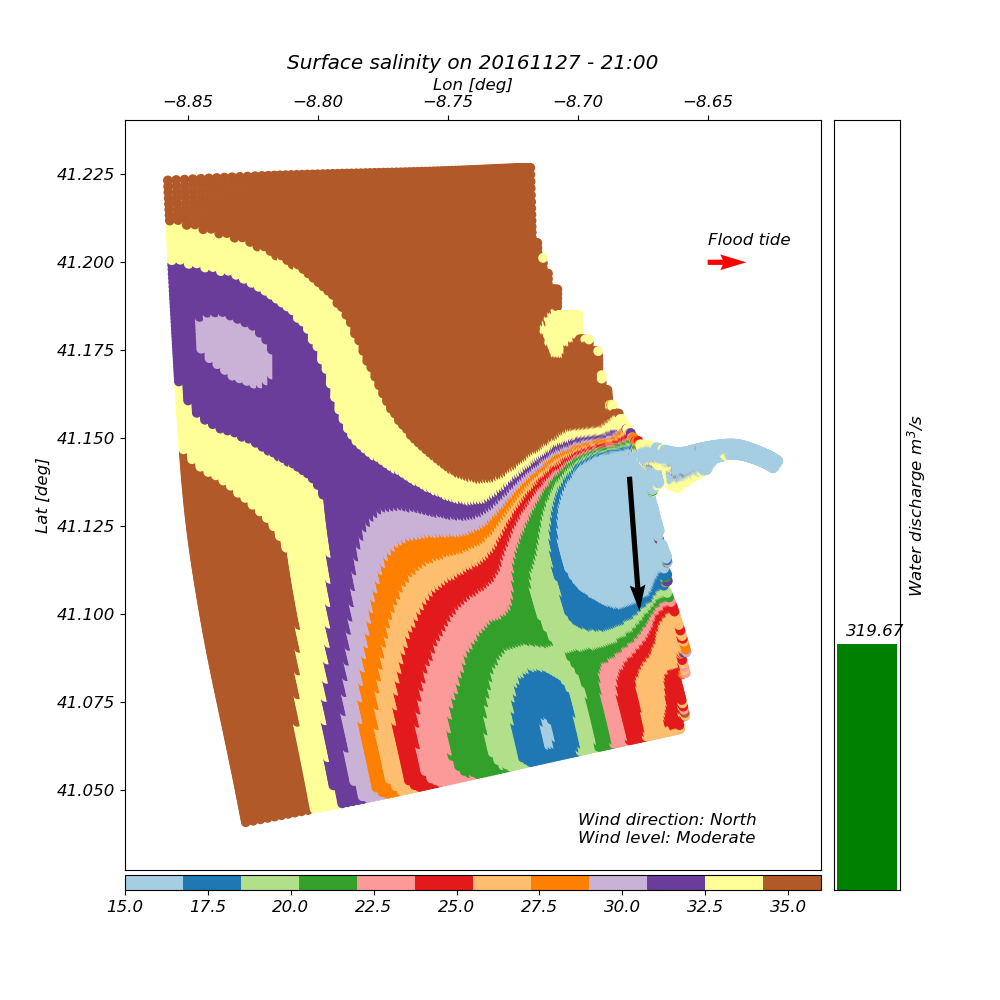 Surface salinity on 20161127 - 21:00
Lon [deg]
−8.85 −8.80 −8.75 −8.70 −8.65
41.225
41.200
41.175
41.150
41.125
41.100
41.075
41.050
Lat [deg]
Flood tide
Wind direction: North
Wind level: Moderate
319.67
Water discharge m³/s
15.0 17.5 20.0 22.5 25.0 27.5 30.0 32.5 35.0